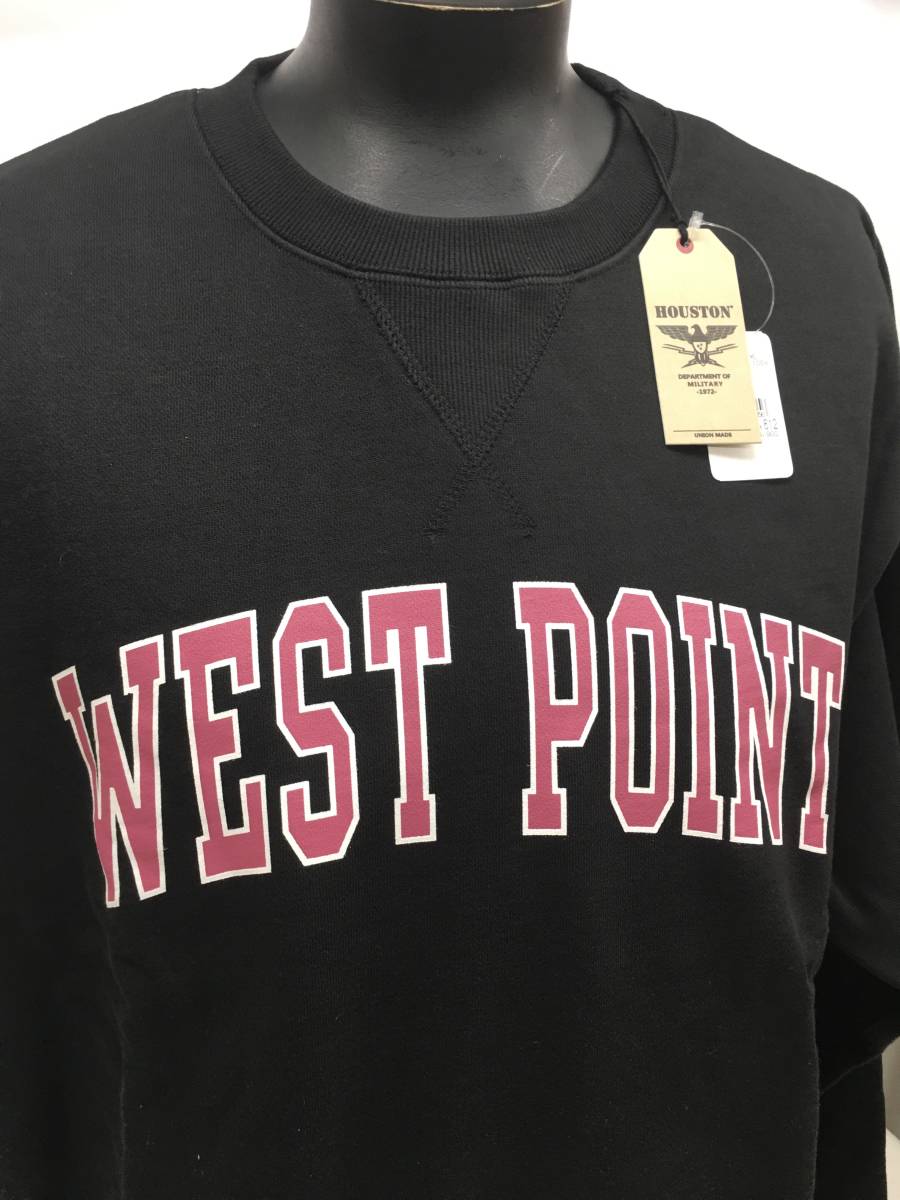 HOUSTON
DEPARTMENT OF
MILITARY
-1972-
UNION MADE
WEST POINT